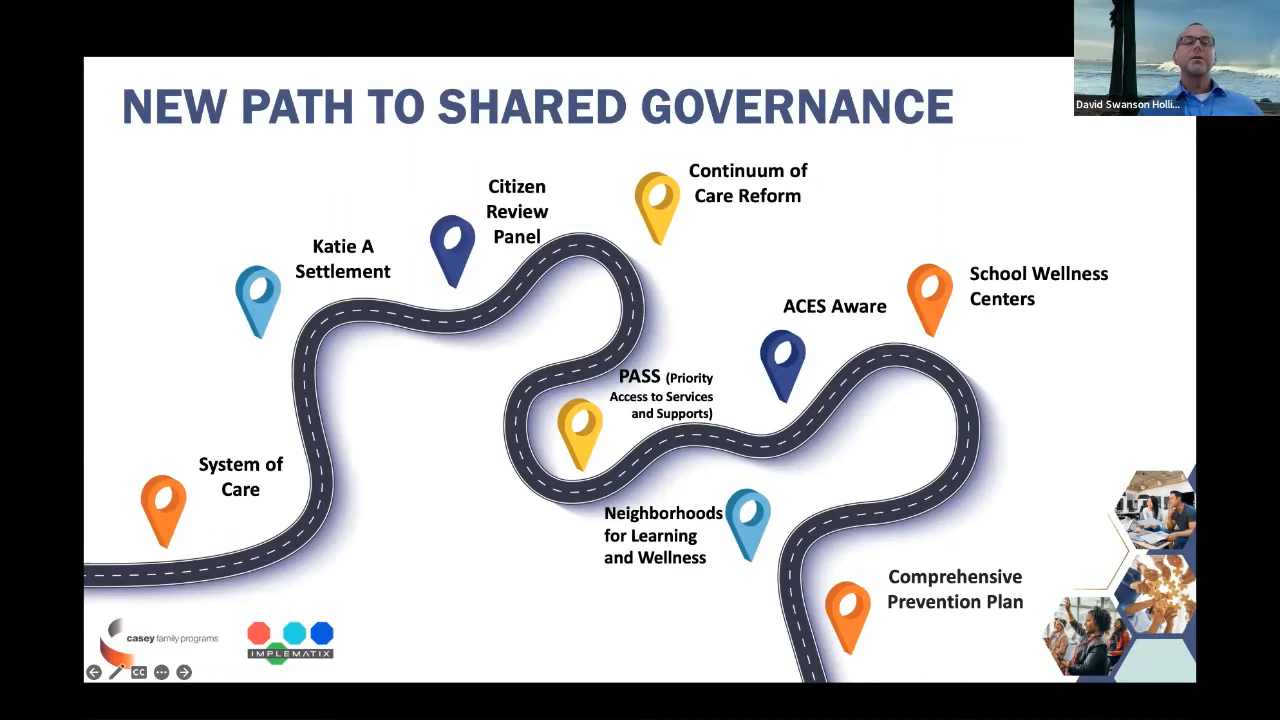 David Swanson Holli...
NEW PATH TO SHARED GOVERNANCE
Continuum of
Care Reform
Citizen
Review
Panel
Katie A
Settlement
School Wellness
Centers
ACES Aware
PASS (Priority
Access to Services
and Supports)
System of
Care
Neighborhoods
for Learning
and Wellness
Comprehensive
Prevention Plan
casey family programs
IMPLEMATIX
CC